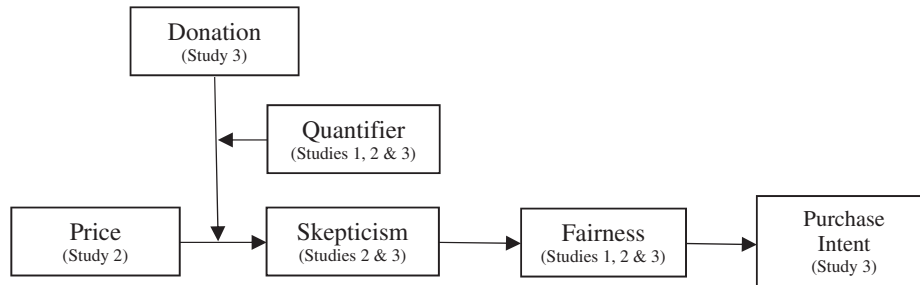 Donation
(Study 3)
Quantifier
(Studies 1, 2 & 3)
Price
(Study 2)
Skepticism
(Studies 2 & 3)
Fairness
(Studies 1, 2 & 3)
Purchase
Intent
(Study 3)